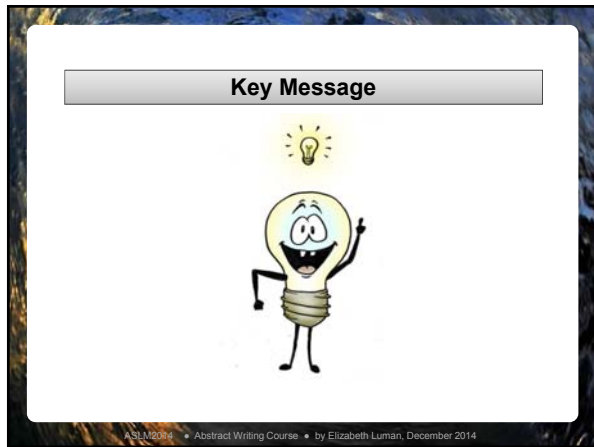 Key Message
ASLM2014 • Abstract Writing Course • by Elizabeth Luman, December 2014